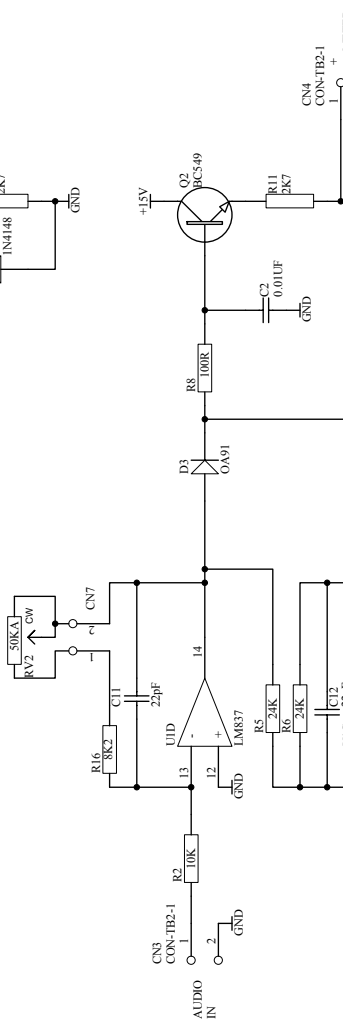 1N4148
GND
+15V
Q2
BC549
R11
2K7
CN4
CON-TB2-1
1
+
C2
0.01UF
GND
R8
100R
D3
OA91
50KA
CW
RV2
CN7
2
1
C11
22pF
R16
8K2
U1D
LM837
14
13
12
-
+
GND
R5
24K
R6
24K
C12
R2
10K
CN3
CON-TB2-1
1
2
GND
AUDIO
IN